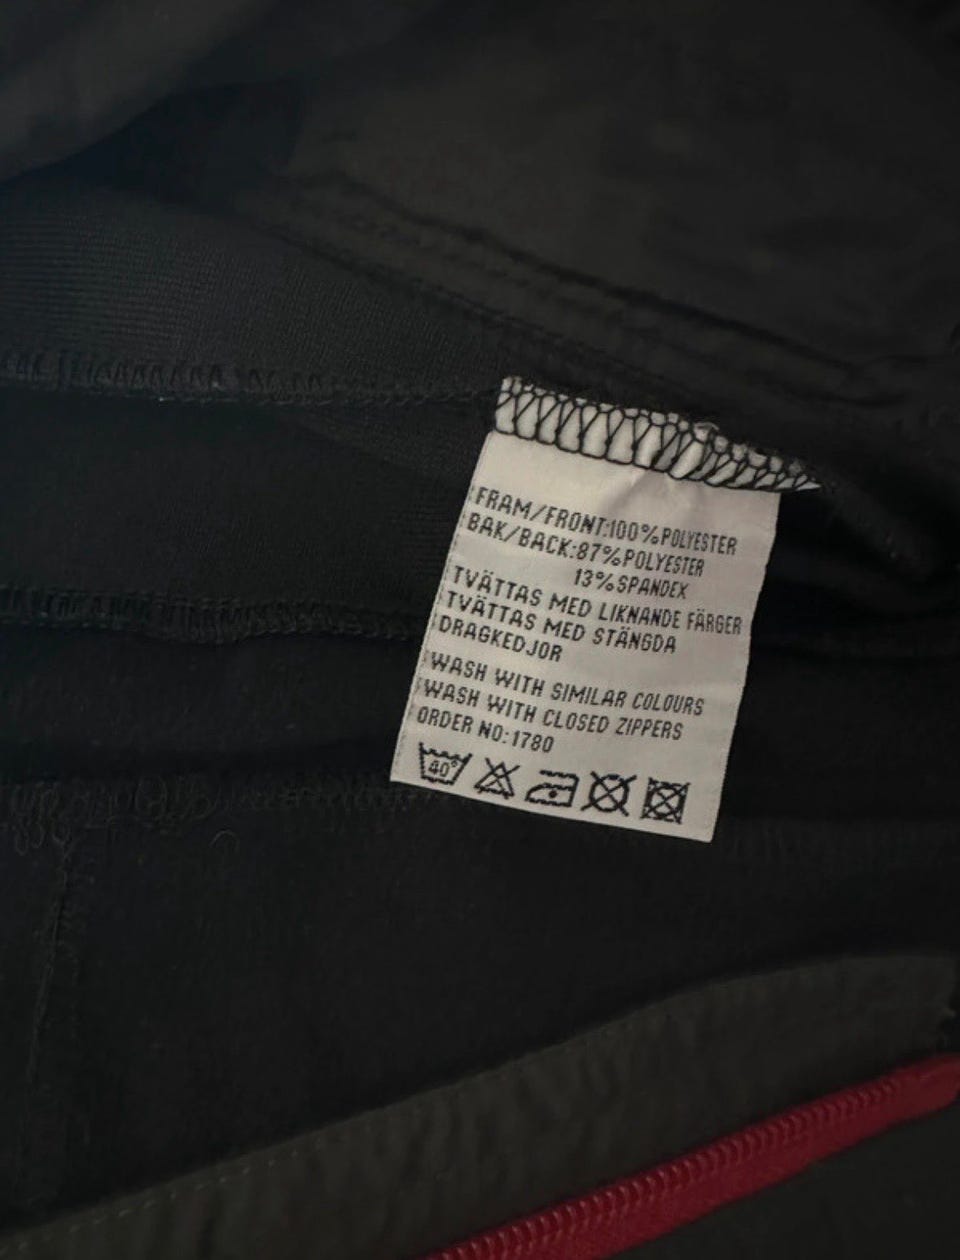 FRAM/FRONT:100%POLYESTER
BAK/BACK:87%POLYESTER
13%SPANDEX
TVÄTTAS MED LIKNANDE FÄRGER
TVÄTTAS MED STÄNGDA
DRAGKEDJOR
WASH WITH SIMILAR COLOURS
WASH WITH CLOSED ZIPPERS
ORDER NO:1780
40°